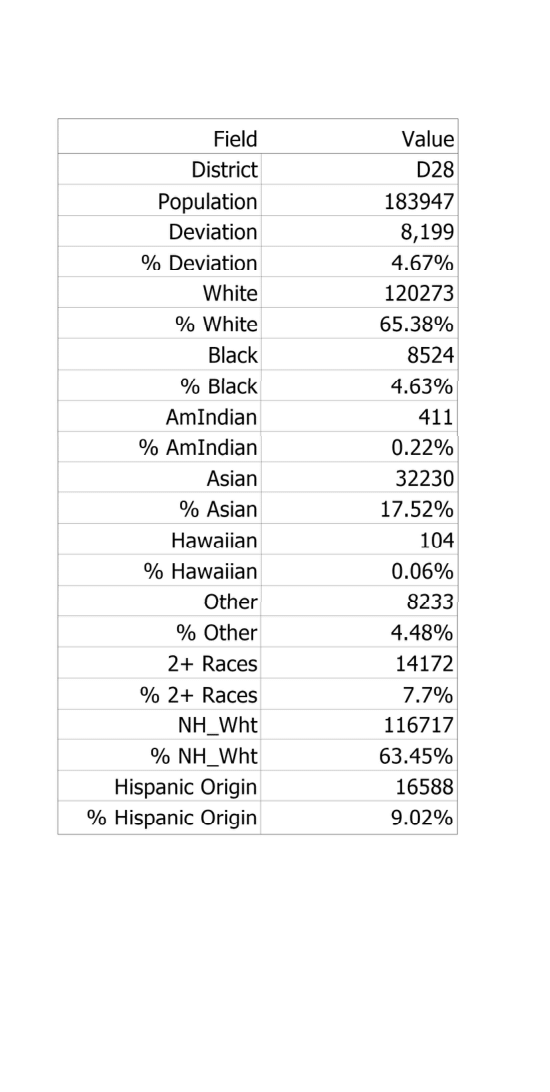 Field Value
District D28
Population 183947
Deviation 8,199
% Deviation 4.67%
White 120273
% White 65.38%
Black 8524
% Black 4.63%
AmIndian 411
% AmIndian 0.22%
Asian 32230
% Asian 17.52%
Hawaiian 104
% Hawaiian 0.06%
Other 8233
% Other 4.48%
2+ Races 14172
% 2+ Races 7.7%
NH_Wht 116717
% NH_Wht 63.45%
Hispanic Origin 16588
% Hispanic Origin 9.02%